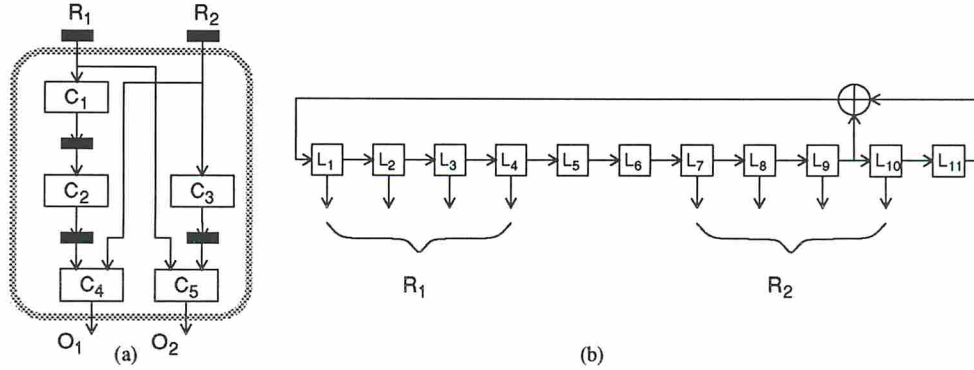 R1 R2
C1
C2 C3
C4 C5
O1 O2
(a)
L1 L2 L3 L4 L5 L6 L7 L8 L9 L10 L11
R1 R2
(b)